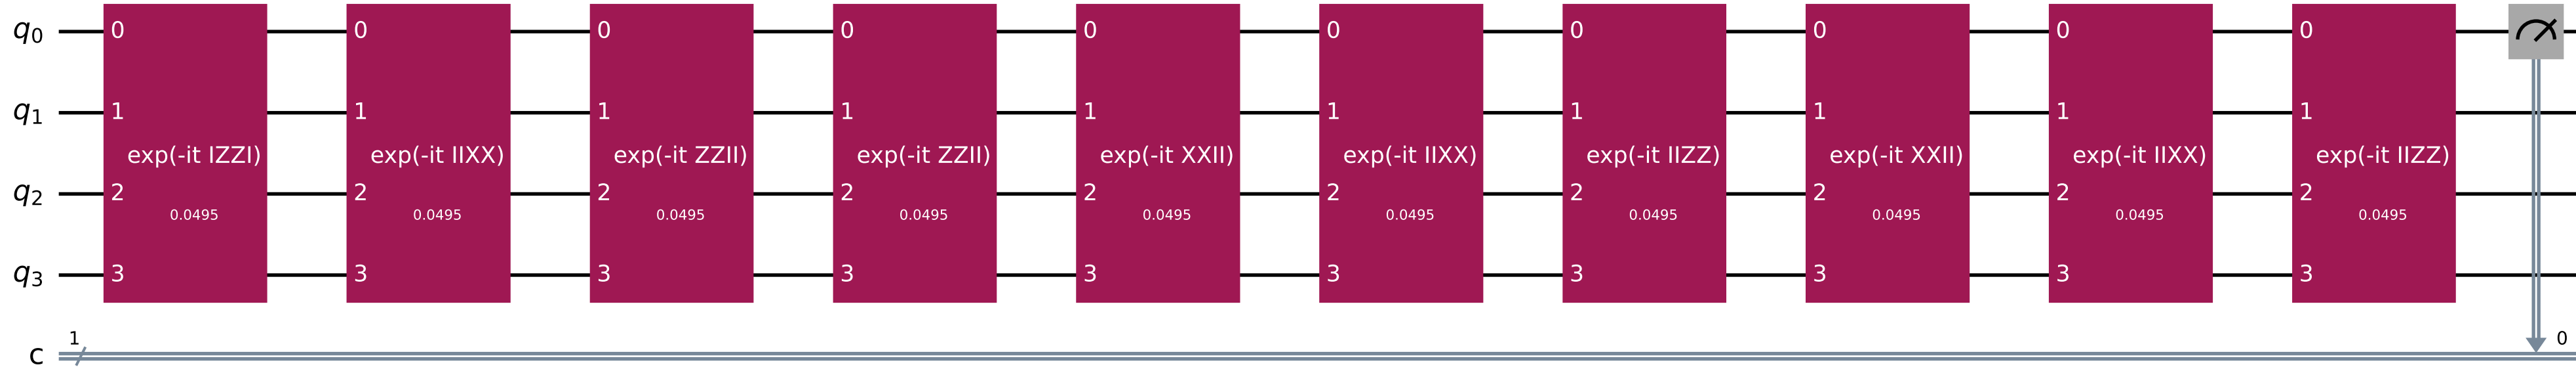 q0 0 0 0 0 0 0 0 0 0 0
q1 1 1 1 1 1 1 1 1 1 1
exp(-it IZZI) exp(-it IIXX) exp(-it ZZII) exp(-it ZZII) exp(-it XXII) exp(-it IIXX) exp(-it IIZZ) exp(-it XXII) exp(-it IIXX) exp(-it IIZZ)
q2 2 2 2 2 2 2 2 2 2 2
0.0495 0.0495 0.0495 0.0495 0.0495 0.0495 0.0495 0.0495 0.0495 0.0495
q3 3 3 3 3 3 3 3 3 3 3
1 0
c